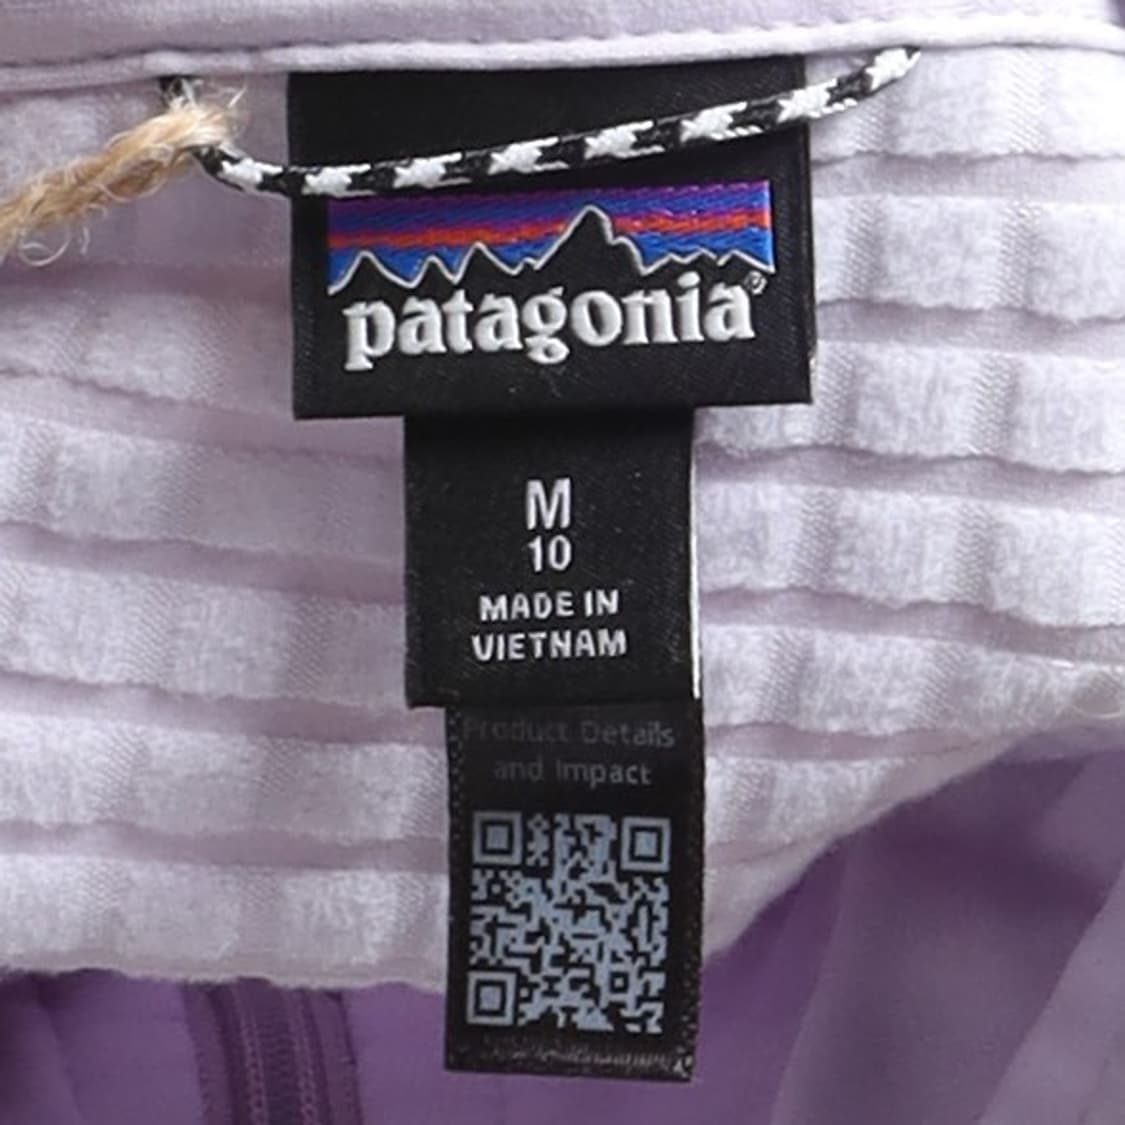 patagonia®
M
10
MADE IN
VIETNAM
Product Details
and Impact